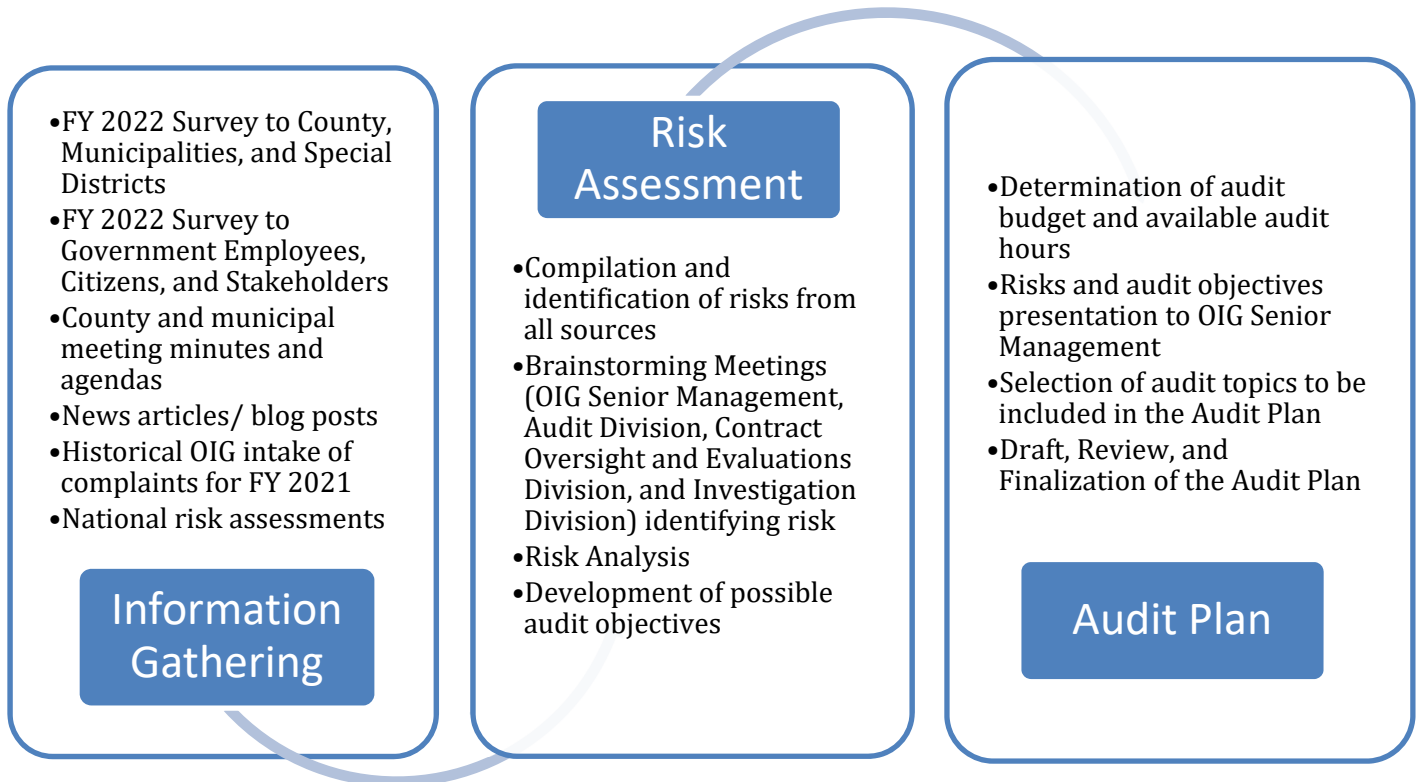 •FY 2022 Survey to County,
Municipalities, and Special
Districts
•FY 2022 Survey to
Government Employees,
Citizens, and Stakeholders
•County and municipal
meeting minutes and
agendas
•News articles/ blog posts
•Historical OIG intake of
complaints for FY 2021
•National risk assessments
Information
Gathering
Risk
Assessment
•Compilation and
identification of risks from
all sources
•Brainstorming Meetings
(OIG Senior Management,
Audit Division, Contract
Oversight and Evaluations
Division, and Investigation
Division) identifying risk
•Risk Analysis
•Development of possible
audit objectives
•Determination of audit
budget and available audit
hours
•Risks and audit objectives
presentation to OIG Senior
Management
•Selection of audit topics to be
included in the Audit Plan
•Draft, Review, and
Finalization of the Audit Plan
Audit Plan